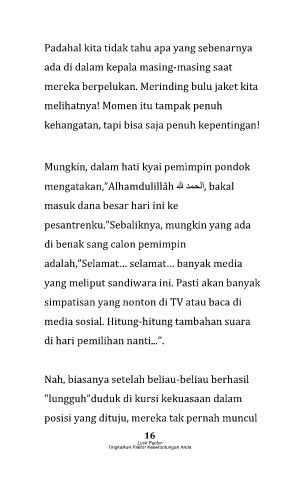 Padahal kita tidak tahu apa yang sebenarnya
ada di dalam kepala masing-masing saat
mereka berpelukan. Merinding bulu jaket kita
melihatnya! Momen itu tampak penuh
kehangatan, tapi bisa saja penuh kepentingan!
Mungkin, dalam hati kyai pemimpin pondok
mengatakan,"Alhamdulillāh الحمد لله, bakal
masuk dana besar hari ini ke
pesantrenku."Sebaliknya, mungkin yang ada
di benak sang calon pemimpin
adalah,"Selamat... selamat... banyak media
yang meliput sandiwara ini. Pasti akan banyak
simpatisan yang nonton di TV atau baca di
media sosial. Hitung-hitung tambahan suara
di hari pemilihan nanti...".
Nah, biasanya setelah beliau-beliau berhasil
"lungguh"duduk di kursi kekuasaan dalam
posisi yang dituju, mereka tak pernah muncul
16
Luck Factor
Tingkatkan Faktor Keberuntungan Anda